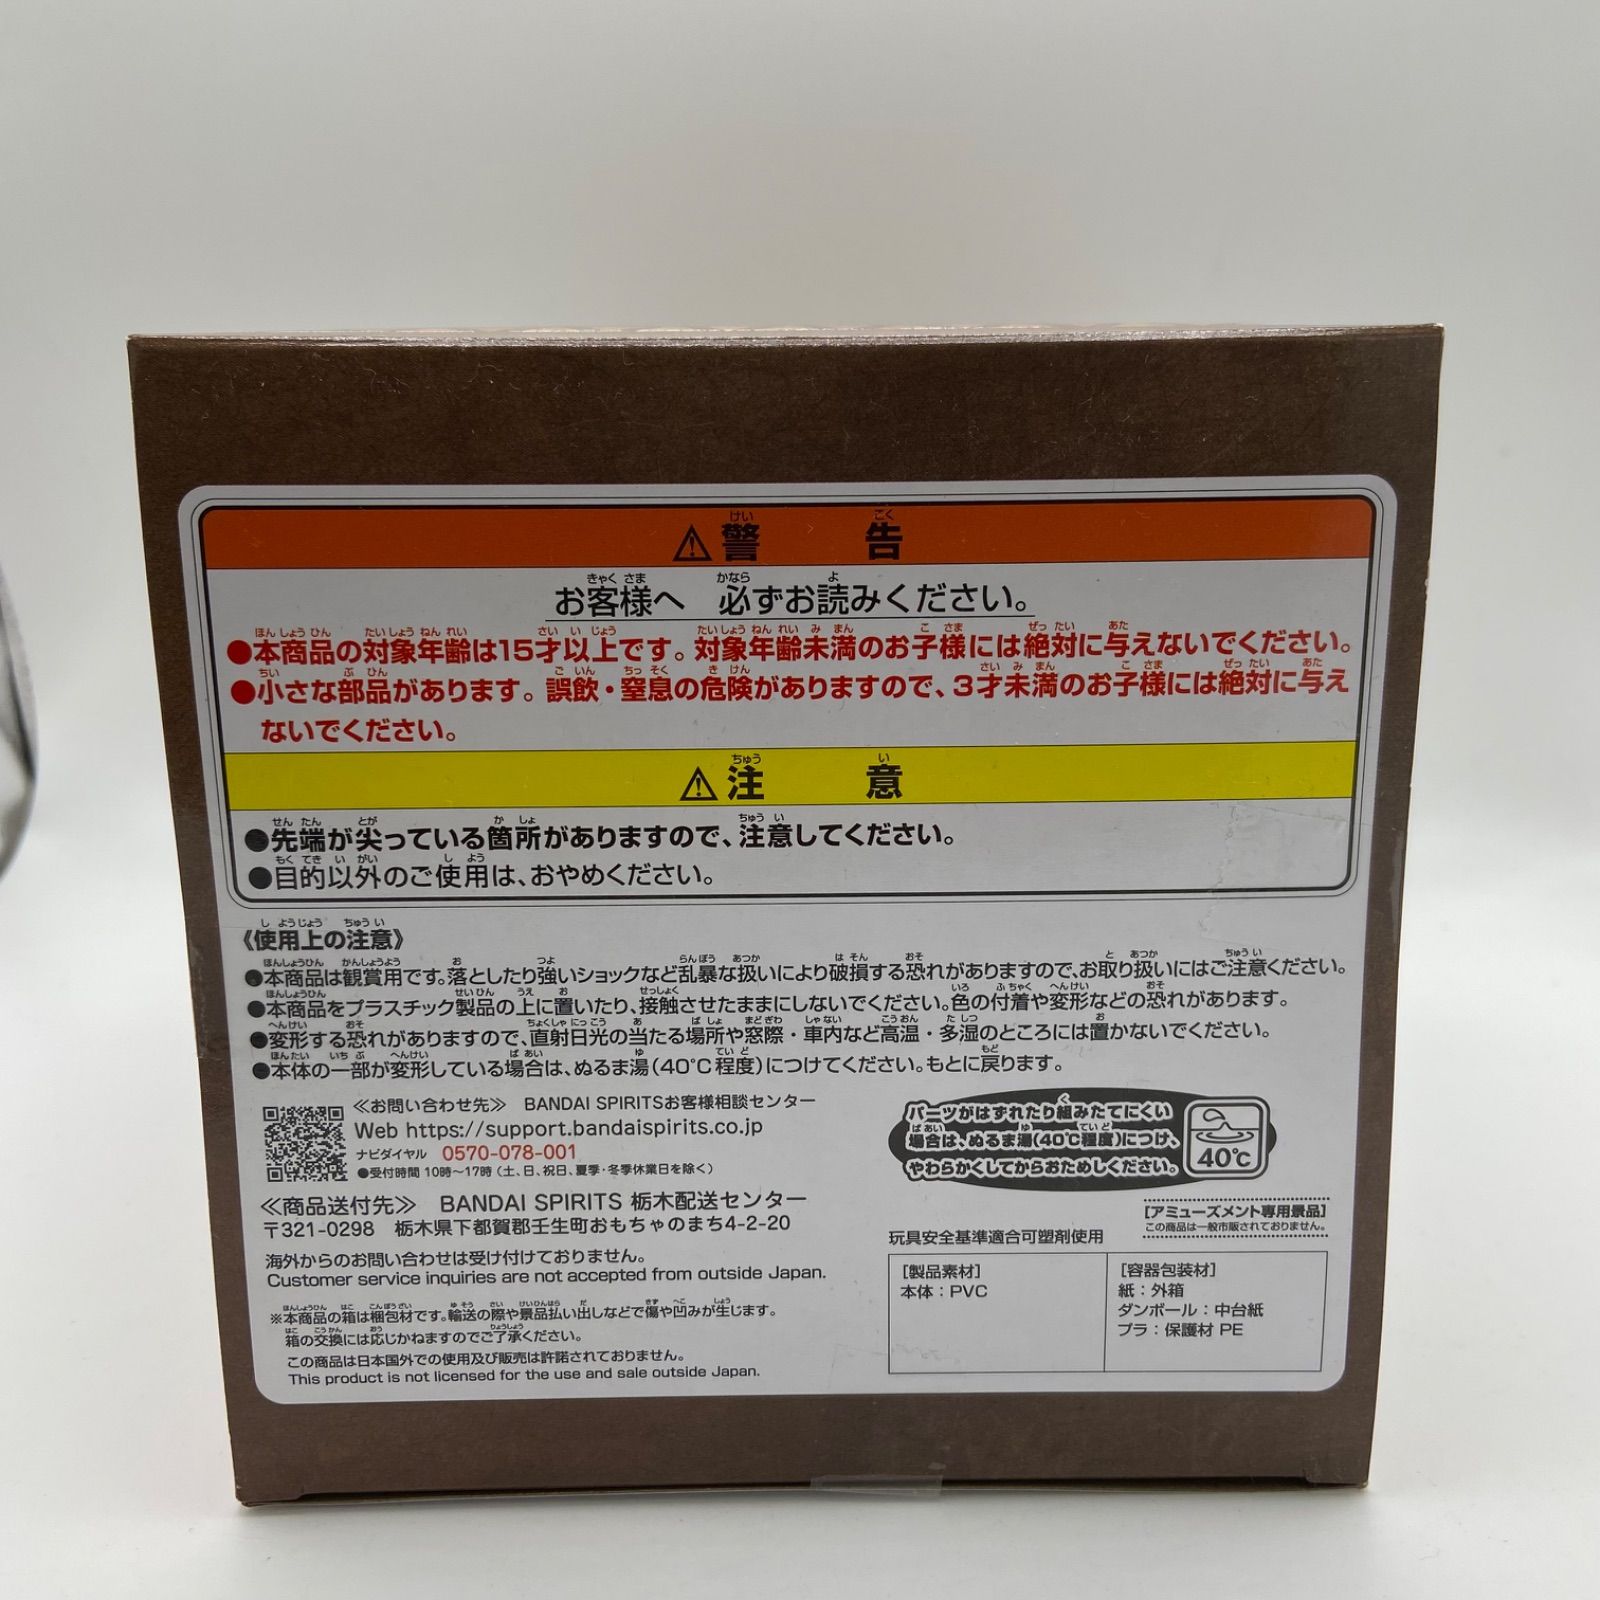 ⚠警告
お客様へ 必ずお読みください。
●本商品の対象年齢は15才以上です。対象年齢未満のお子様には絶対に与えないでください。
●小さな部品があります。誤飲・窒息の危険がありますので、3才未満のお子様には絶対に与え
ないでください。
⚠注意
●先端が尖っている箇所がありますので、注意してください。
●目的以外のご使用は、おやめください。
《使用上の注意》
●本商品は観賞用です。落としたり強いショックなど乱暴な扱いにより破損する恐れがありますので、お取り扱いにはご注意ください。
●本商品をプラスチック製品の上に置いたり、接触させたままにしないでください。色の付着や変形などの恐れがあります。
●変形する恐れがありますので、直射日光の当たる場所や窓際・車内など高温・多湿のところには置かないでください。
●本体の一部が変形している場合は、ぬるま湯(40℃程度)につけてください。もとに戻ります。
≪お問い合わせ先≫ BANDAI SPIRITSお客様相談センター
Web https://support.bandaispirits.co.jp
ナビダイヤル 0570-078-001
●受付時間 10時〜17時(土、日、祝日、夏季・冬季休業日を除く)
≪商品送付先≫ BANDAI SPIRITS 栃木配送センター
〒321-0298 栃木県下都賀郡壬生町おもちゃのまち4-2-20
海外からのお問い合わせは受け付けておりません。
Customer service inquiries are not accepted from outside Japan.
※本商品の箱は梱包材です。輸送の際や景品払い出しなどで傷や凹みが生じます。
箱の交換には応じかねますのでご了承ください。
この商品は日本国外での使用及び販売は許諾されておりません。
This product is not licensed for the use and sale outside Japan.
パーツがはずれたり組みたてにくい
場合は、ぬるま湯(40℃程度)につけ、
やわらかくしてからおためしください。
40℃
[アミューズメント専用景品]
この商品は一般市販されておりません。
玩具安全基準適合可塑剤使用
[製品素材]
本体：PVC
[容器包装材]
紙：外箱
ダンボール：中台紙
プラ：保護材 PE